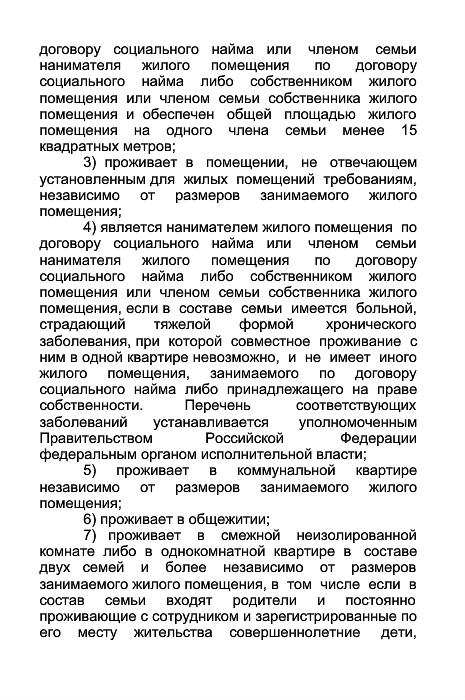 договору социального найма или членом семьи
нанимателя жилого помещения по договору
социального найма либо собственником жилого
помещения или членом семьи собственника жилого
помещения и обеспечен общей площадью жилого
помещения на одного члена семьи менее 15
квадратных метров;
3) проживает в помещении, не отвечающем
установленным для жилых помещений требованиям,
независимо от размеров занимаемого жилого
помещения;
4) является нанимателем жилого помещения по
договору социального найма или членом семьи
нанимателя жилого помещения по договору
социального найма либо собственником жилого
помещения или членом семьи собственника жилого
помещения, если в составе семьи имеется больной,
страдающий тяжелой формой хронического
заболевания, при которой совместное проживание с
ним в одной квартире невозможно, и не имеет иного
жилого помещения, занимаемого по договору
социального найма либо принадлежащего на праве
собственности. Перечень соответствующих
заболеваний устанавливается уполномоченным
Правительством Российской Федерации
федеральным органом исполнительной власти;
5) проживает в коммунальной квартире
независимо от размеров занимаемого жилого
помещения;
6) проживает в общежитии;
7) проживает в смежной неизолированной
комнате либо в однокомнатной квартире в составе
двух семей и более независимо от размеров
занимаемого жилого помещения, в том числе если в
состав семьи входят родители и постоянно
проживающие с сотрудником и зарегистрированные по
его месту жительства совершеннолетние дети,